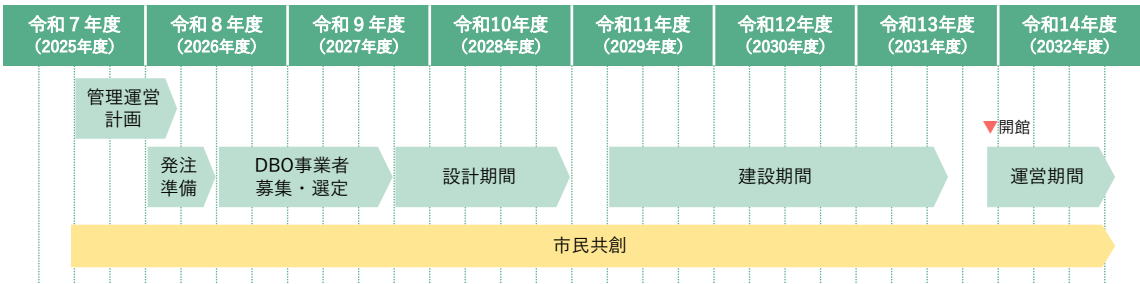 令和７年度
（2025年度）
令和８年度
（2026年度）
令和９年度
（2027年度）
令和10年度
（2028年度）
令和11年度
（2029年度）
令和12年度
（2030年度）
令和13年度
（2031年度）
令和14年度
（2032年度）
管理運営
計画
▼開館
発注
準備
DBO事業者
募集・選定
設計期間
建設期間
運営期間
市民共創